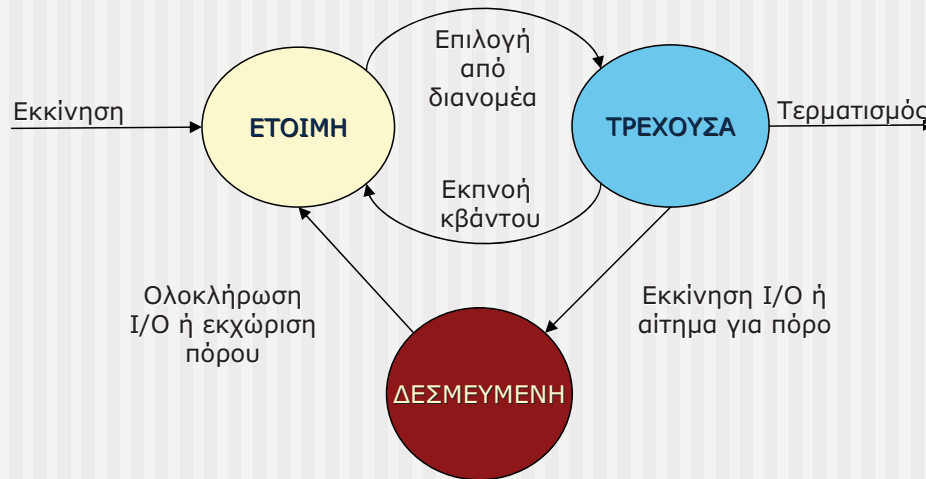 Εκκίνηση
ΕΤΟΙΜΗ
Επιλογή
από
διανομέα
ΤΡΕΧΟΥΣΑ
Τερματισμός
Εκπνοή
κβάντου
Ολοκλήρωση
I/O ή εκχώριση
πόρου
Εκκίνηση I/O ή
αίτημα για πόρο
ΔΕΣΜΕΥΜΕΝΗ